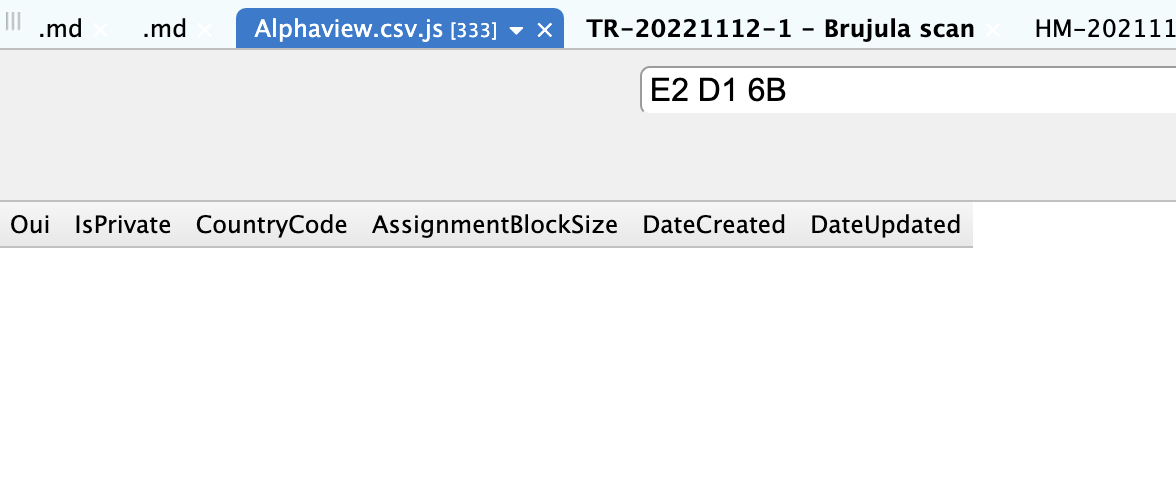 .md .md Alphaview.csv.js [333] TR-20221112-1 - Brujula scan HM-202111
E2 D1 6B
Oui IsPrivate CountryCode AssignmentBlockSize DateCreated DateUpdated